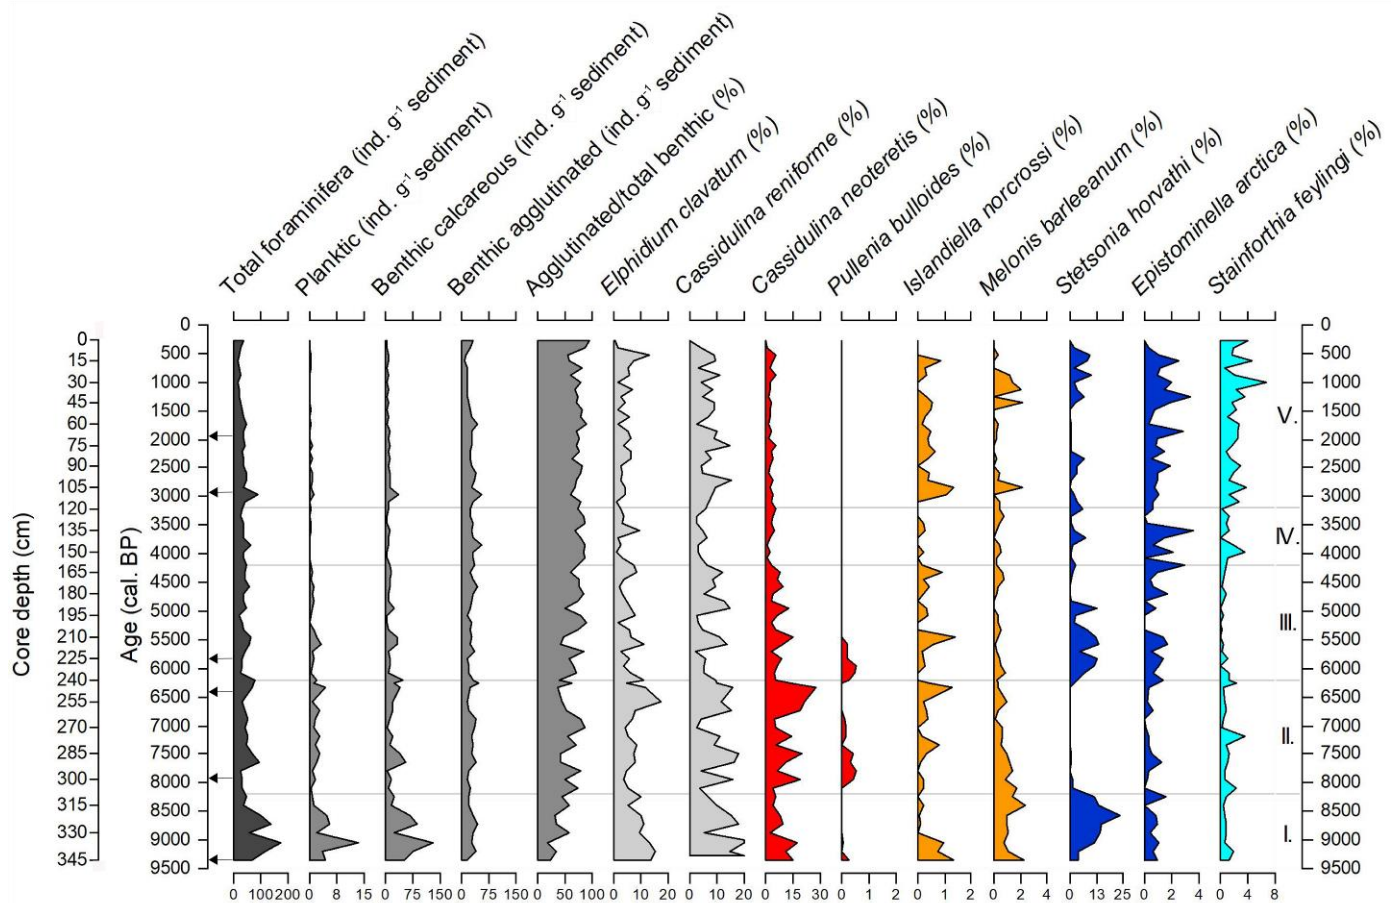 Total foraminifera (ind. g⁻¹ sediment)
Planktic (ind. g⁻¹ sediment)
Benthic calcareous (ind. g⁻¹ sediment)
Benthic agglutinated (ind. g⁻¹ sediment)
Agglutinated/total benthic (%)
Elphidium clavatum (%)
Cassidulina reniforme (%)
Cassidulina neoteretis (%)
Pullenia bulloides (%)
Islandiella norcrossi (%)
Melonis barleeanum (%)
Stetsonia horvathi (%)
Epistominella arctica (%)
Stainforthia feylingi (%)
Core depth (cm)
0
15
30
45
60
75
90
105
120
135
150
165
180
195
210
225
240
255
270
285
300
315
330
345
Age (cal. BP)
0
500
1000
1500
2000
2500
3000
3500
4000
4500
5000
5500
6000
6500
7000
7500
8000
8500
9000
9500
V.
IV.
III.
II.
I.
0
500
1000
1500
2000
2500
3000
3500
4000
4500
5000
5500
6000
6500
7000
7500
8000
8500
9000
9500
0 100 200
0 8 15
0 75 150
0 75 150
0 50 100
0 10 20
0 10 20
0 15 30
0 1 2
0 1 2
0 2 4
0 13 25
0 2 4
0 4 8